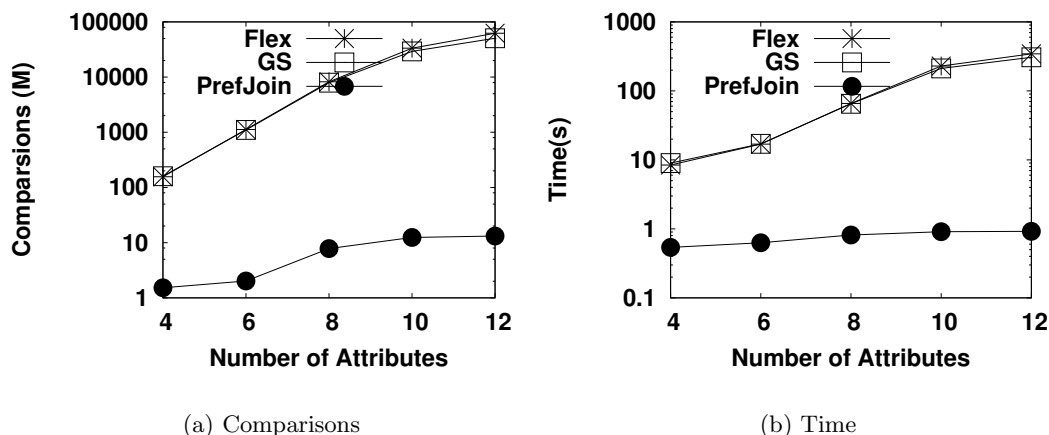 100000
10000
1000
100
10
1
Comparsions (M)
Flex
GS
PrefJoin
4 6 8 10 12
Number of Attributes
(a) Comparisons
1000
100
10
1
0.1
Time(s)
Flex
GS
PrefJoin
4 6 8 10 12
Number of Attributes
(b) Time